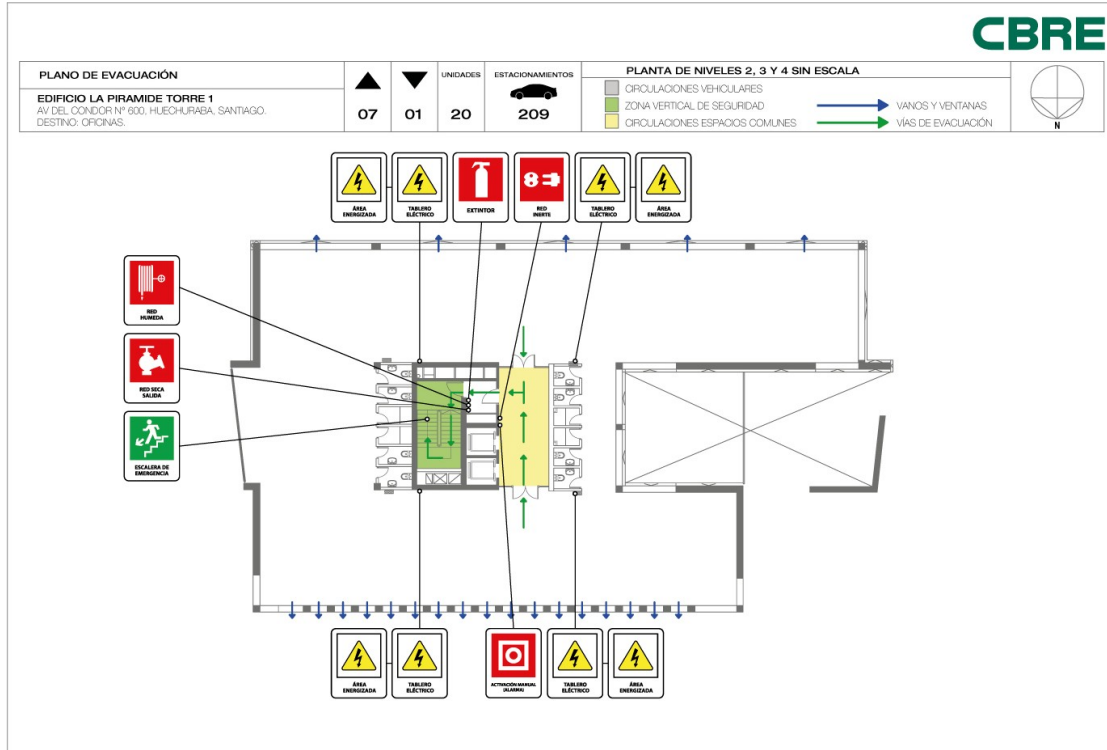 CBRE
PLANO DE EVACUACIÓN
EDIFICIO LA PIRAMIDE TORRE 1
AV DEL CONDOR N° 600, HUECHURABA, SANTIAGO.
DESTINO: OFICINAS.
07
01
UNIDADES
20
ESTACIONAMIENTOS
209
PLANTA DE NIVELES 2, 3 Y 4 SIN ESCALA
CIRCULACIONES VEHICULARES
ZONA VERTICAL DE SEGURIDAD
CIRCULACIONES ESPACIOS COMUNES
VANOS Y VENTANAS
VÍAS DE EVACUACIÓN
N
ÁREA
ENERGIZADA
TABLERO
ELÉCTRICO
EXTINTOR
RED
INERTE
TABLERO
ELÉCTRICO
ÁREA
ENERGIZADA
RED
HUMEDA
RED SECA
SALIDA
ESCALERA DE
EMERGENCIA
ÁREA
ENERGIZADA
TABLERO
ELÉCTRICO
ACTIVACIÓN MANUAL
(ALARMA)
TABLERO
ELÉCTRICO
ÁREA
ENERGIZADA